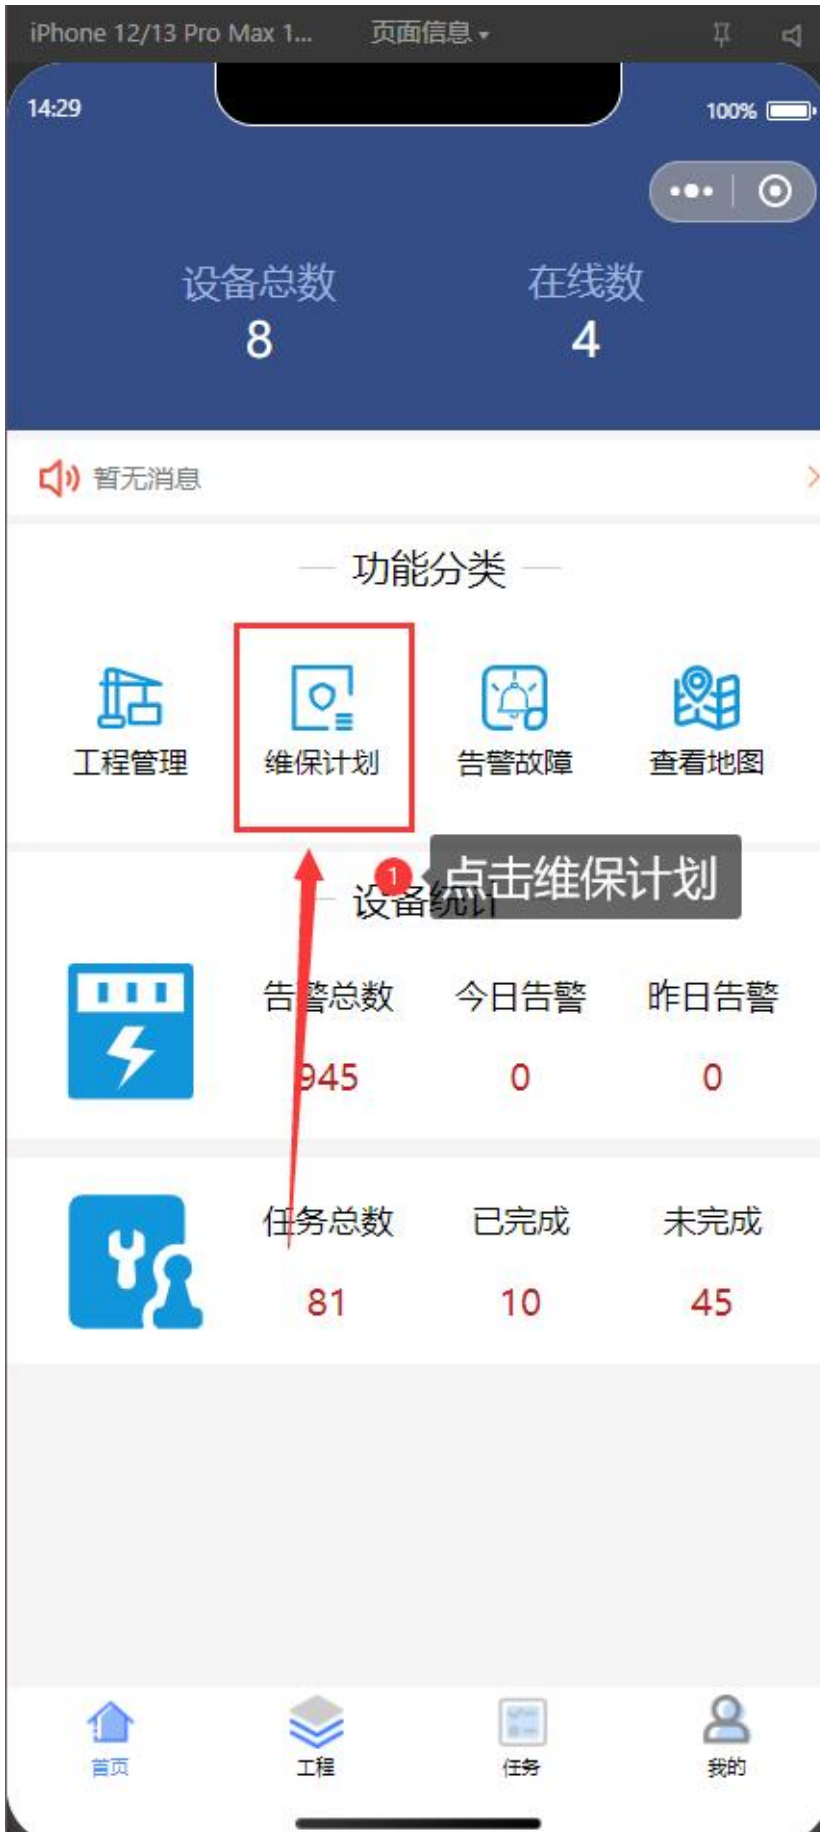 iPhone 12/13 Pro Max 1... 页面信息
14:29 100%
设备总数 在线数
8 4
暂无消息
功能分类
工程管理 维保计划 告警故障 查看地图
1 点击维保计划
设备统计
告警总数 今日告警 昨日告警
945 0 0
任务总数 已完成 未完成
81 10 45
首页 工程 任务 我的